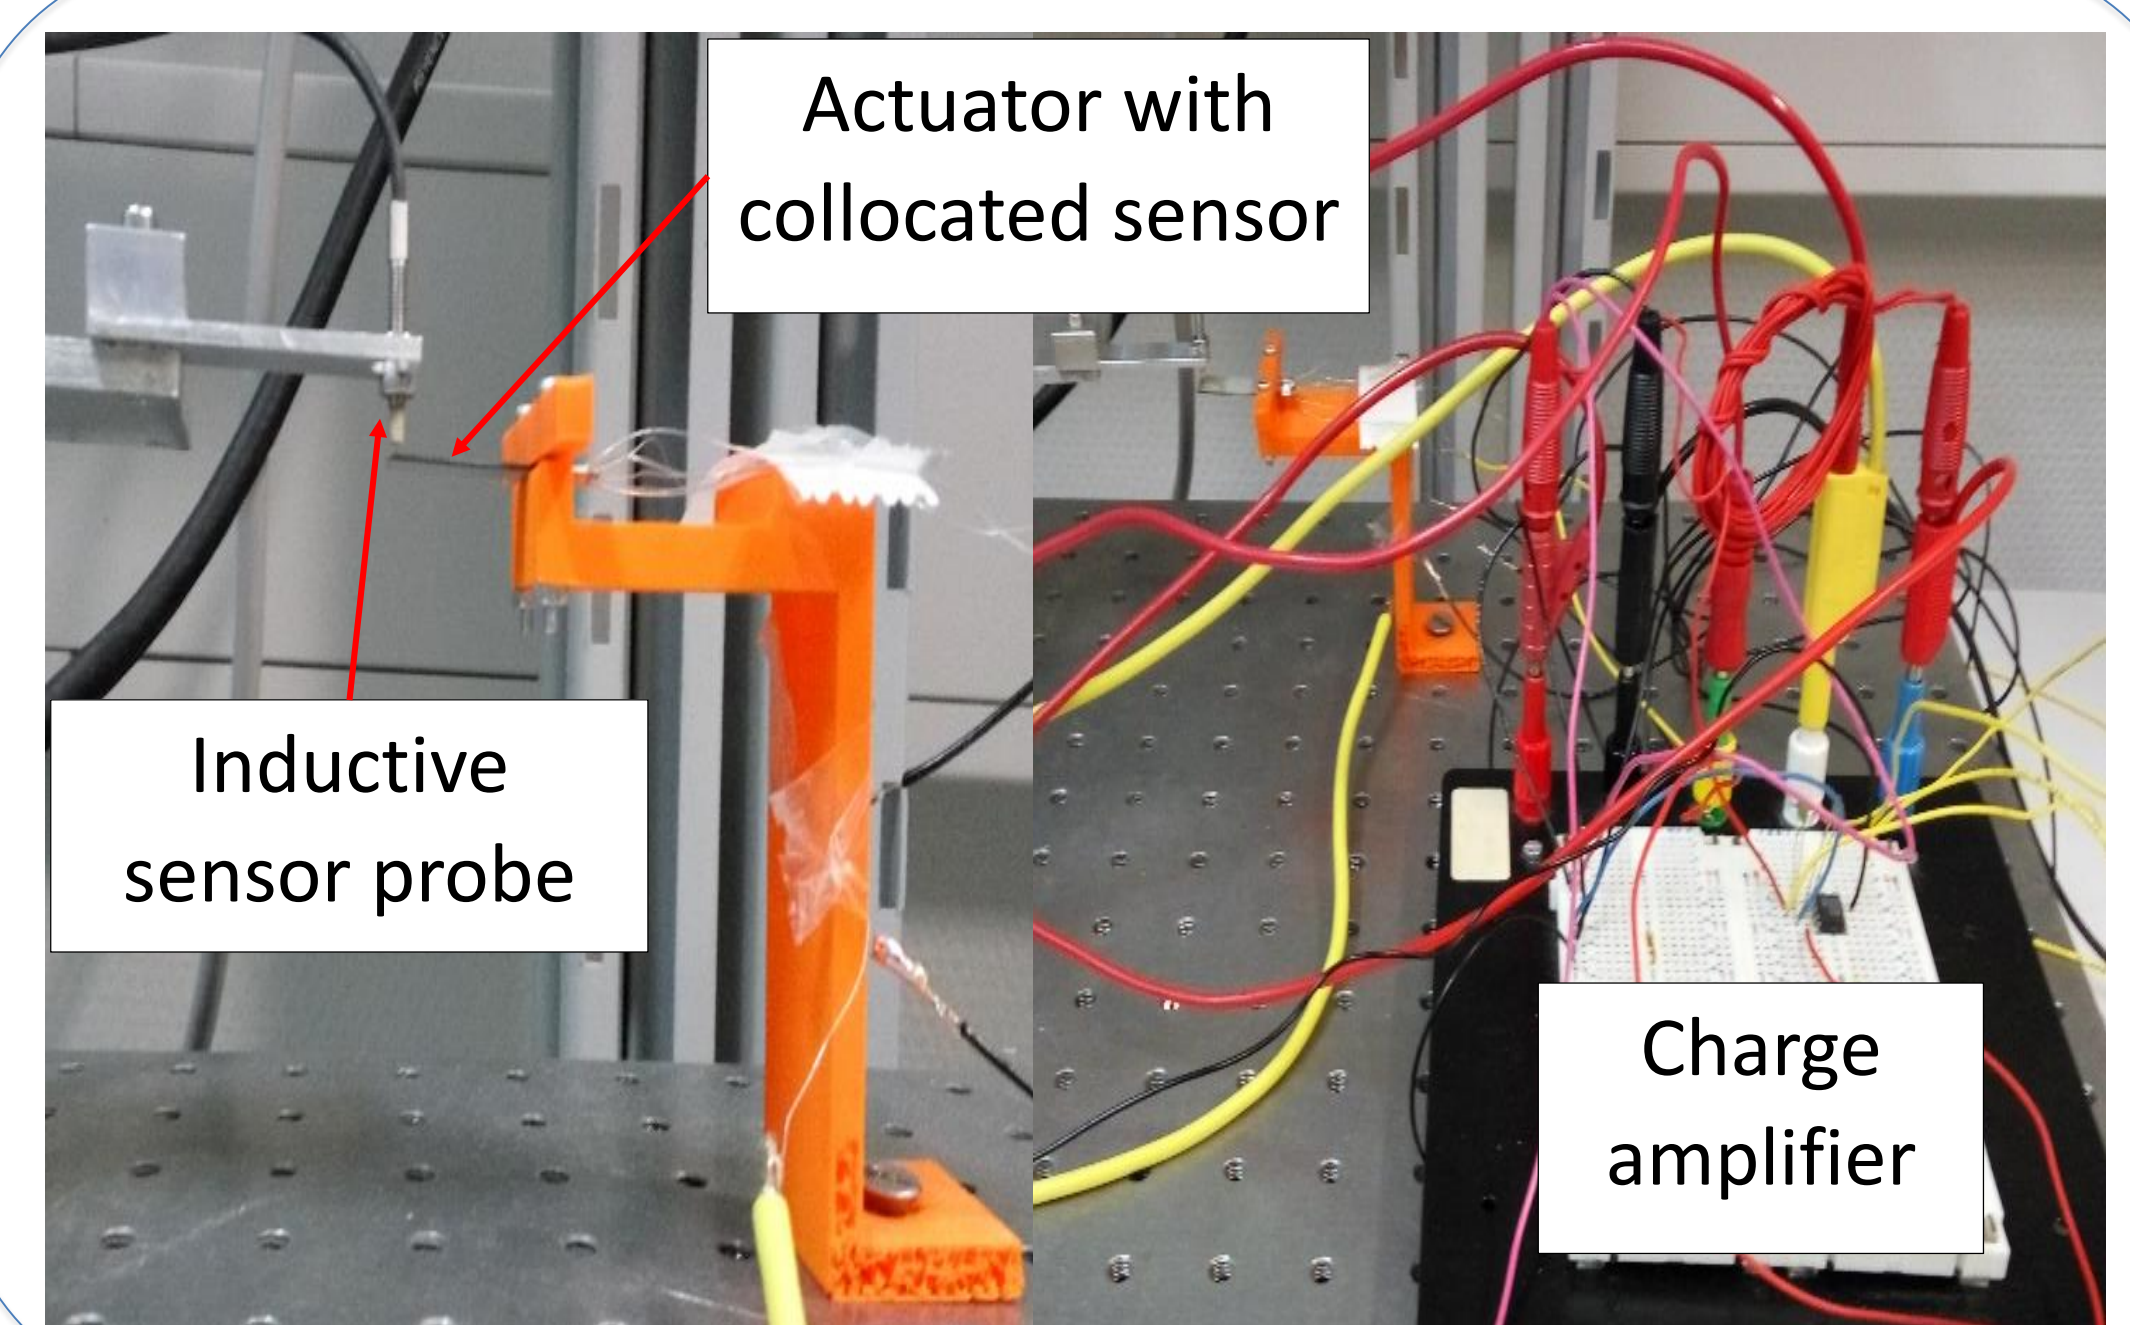 Actuator with
collocated sensor
Inductive
sensor probe
Charge
amplifier